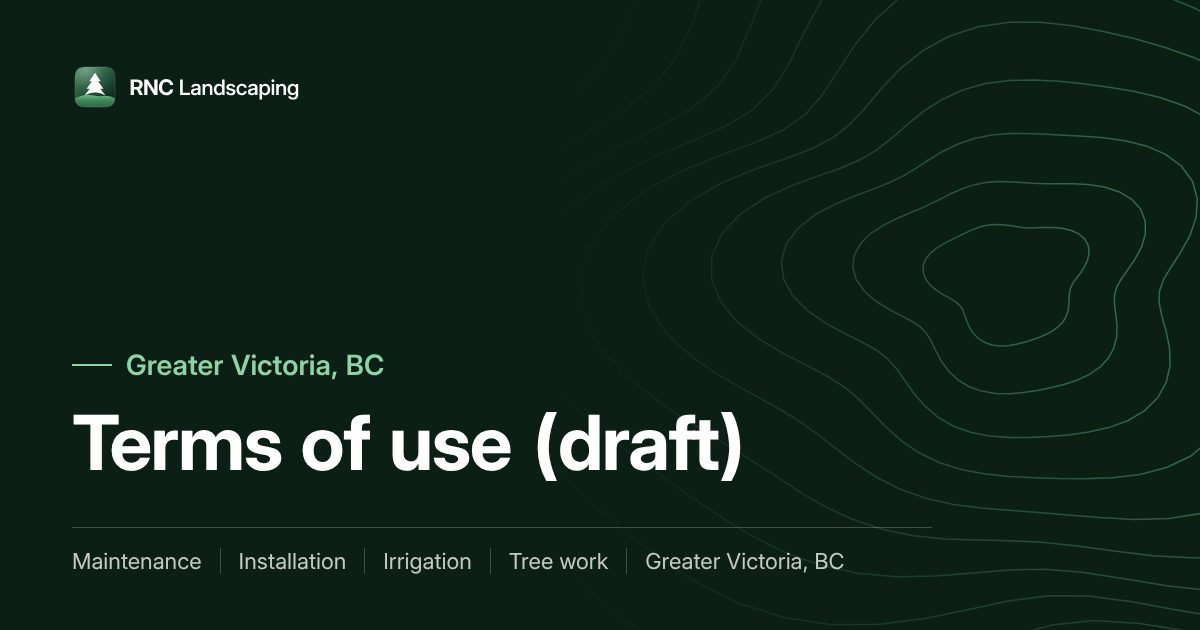 RNC Landscaping
Greater Victoria, BC
Terms of use (draft)
Maintenance | Installation | Irrigation | Tree work | Greater Victoria, BC